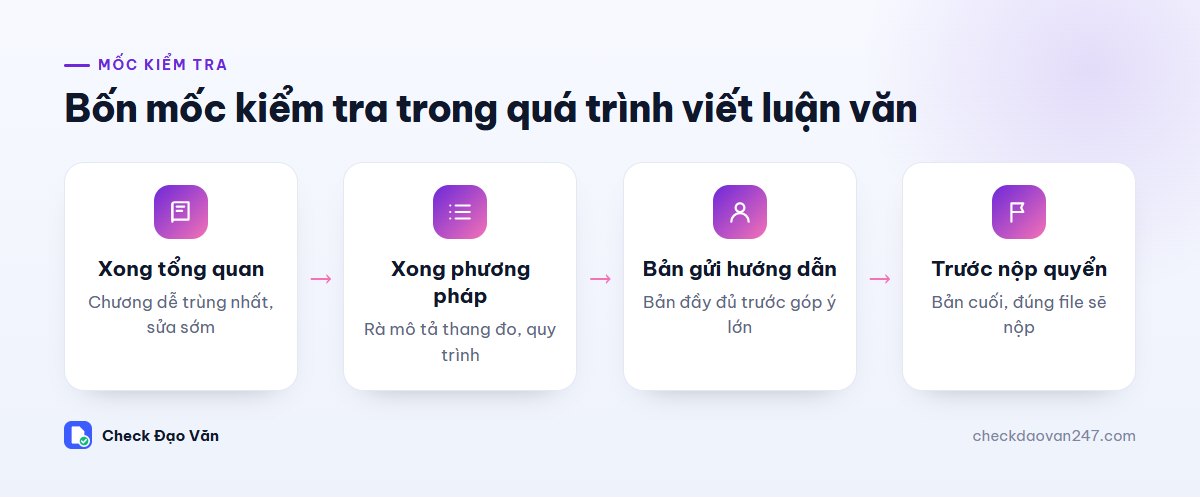 MỐC KIỂM TRA
Bốn mốc kiểm tra trong quá trình viết luận văn
Xong tổng quan
Chương dễ trùng nhất,
sửa sớm
Xong phương
pháp
Rà mô tả thang đo, quy
trình
Bản gửi hướng dẫn
Bản đầy đủ trước góp ý
lớn
Trước nộp quyển
Bản cuối, đúng file sẽ
nộp
Check Đạo Văn
checkdaovan247.com